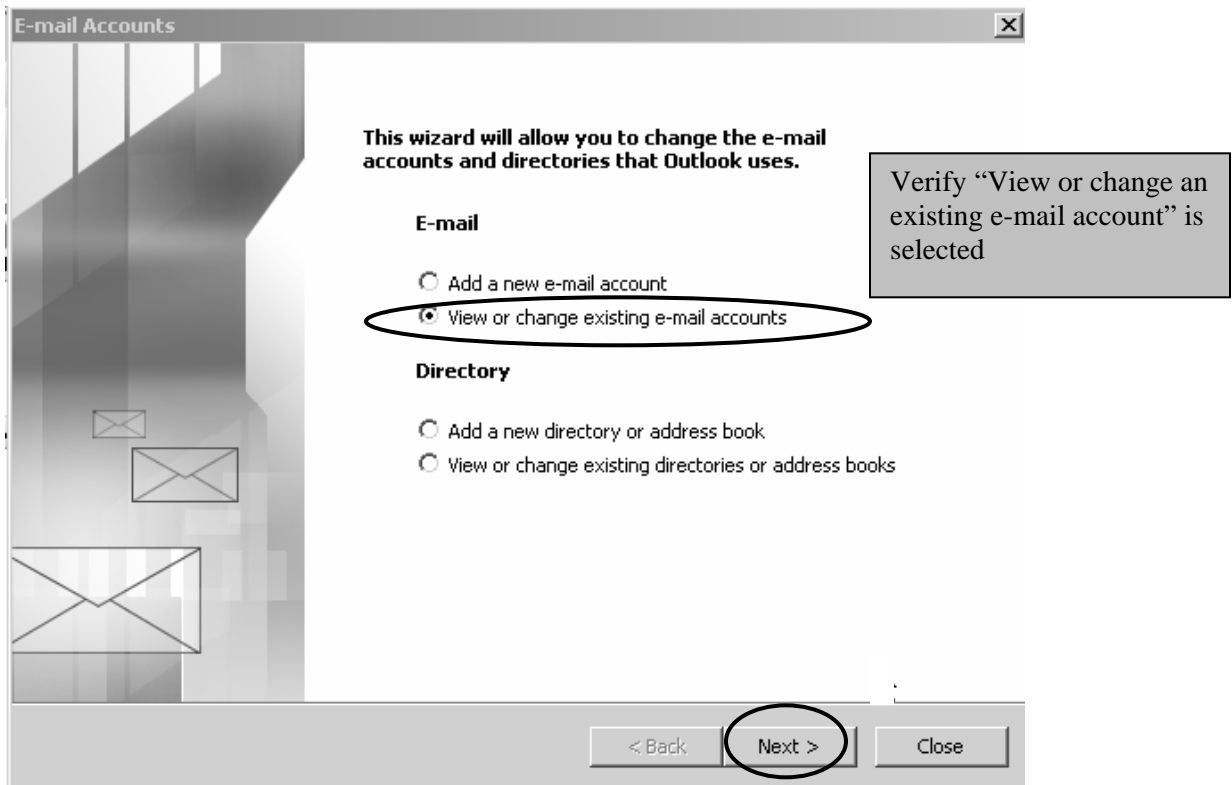 E-mail Accounts
This wizard will allow you to change the e-mail
accounts and directories that Outlook uses.
Verify “View or change an
existing e-mail account” is
selected
E-mail
Add a new e-mail account
View or change existing e-mail accounts
Directory
Add a new directory or address book
View or change existing directories or address books
< Back
Next >
Close